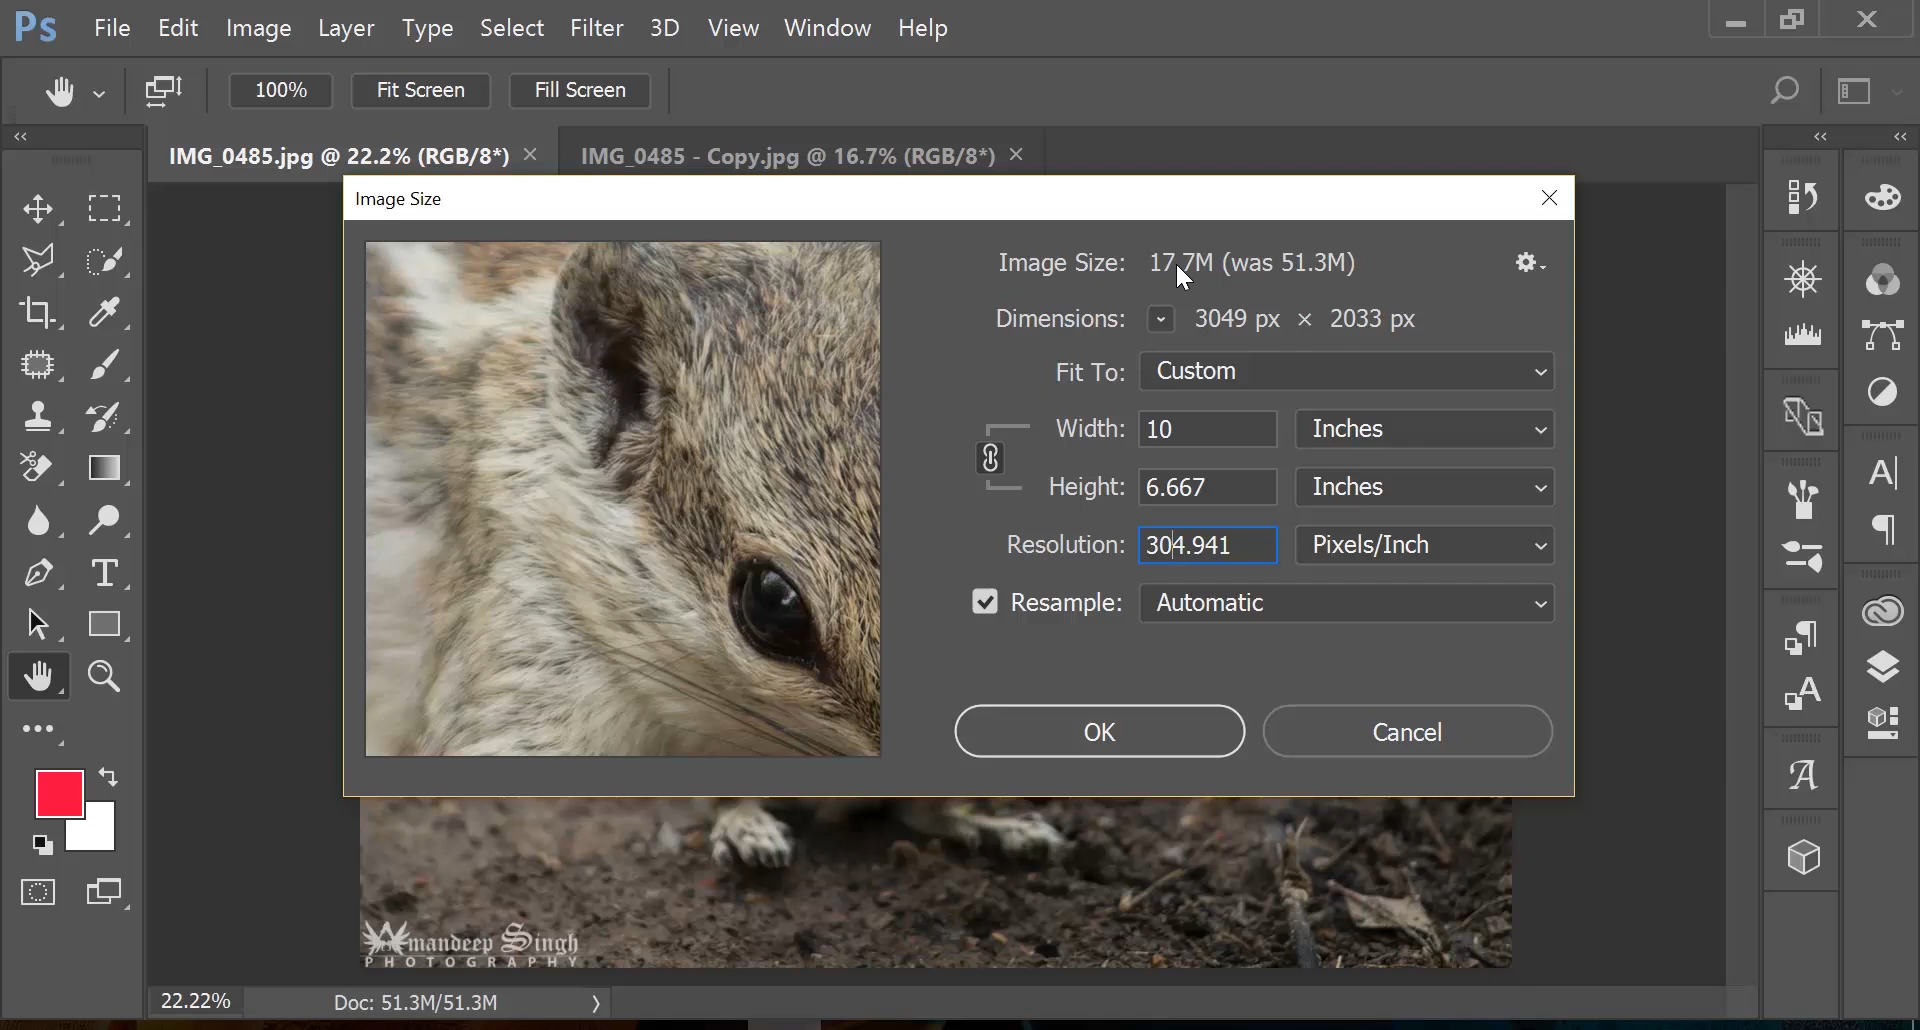 Ps File Edit Image Layer Type Select Filter 3D View Window Help
100% Fit Screen Fill Screen
IMG_0485.jpg @ 22.2% (RGB/8*) × IMG_0485 - Copy.jpg @ 16.7% (RGB/8*) ×
Image Size
Image Size: 17.7M (was 51.3M)
Dimensions: 3049 px × 2033 px
Fit To: Custom
Width: 10 Inches
Height: 6.667 Inches
Resolution: 304.941 Pixels/Inch
Resample: Automatic
OK Cancel
Amandeep Singh
PHOTOGRAPHY
22.22% Doc: 51.3M/51.3M